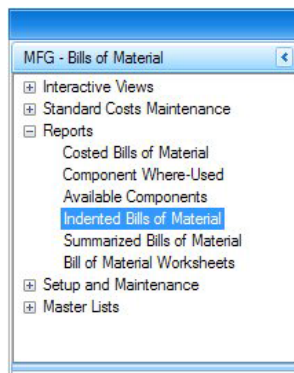 MFG - Bills of Material
Interactive Views
Standard Costs Maintenance
Reports
Costed Bills of Material
Component Where-Used
Available Components
Indented Bills of Material
Summarized Bills of Material
Bill of Material Worksheets
Setup and Maintenance
Master Lists